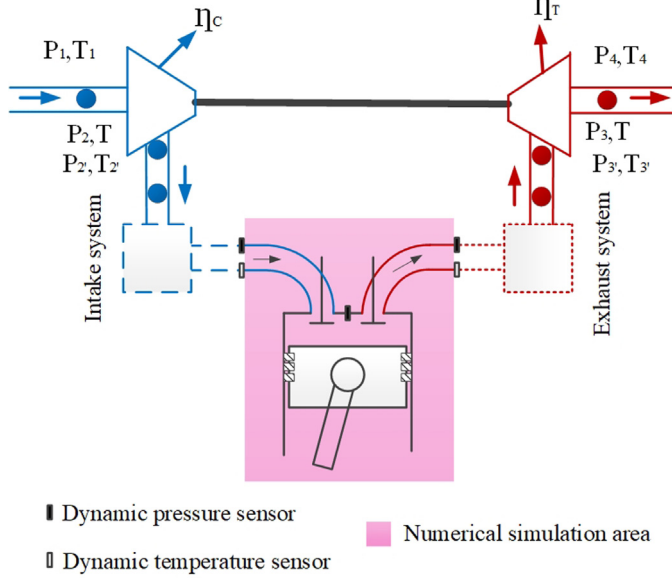 ηC
ηT
P1,T1
P4,T4
P2,T
P2',T2'
P3,T
P3',T3'
Intake system
Exhaust system
Dynamic pressure sensor
Numerical simulation area
Dynamic temperature sensor